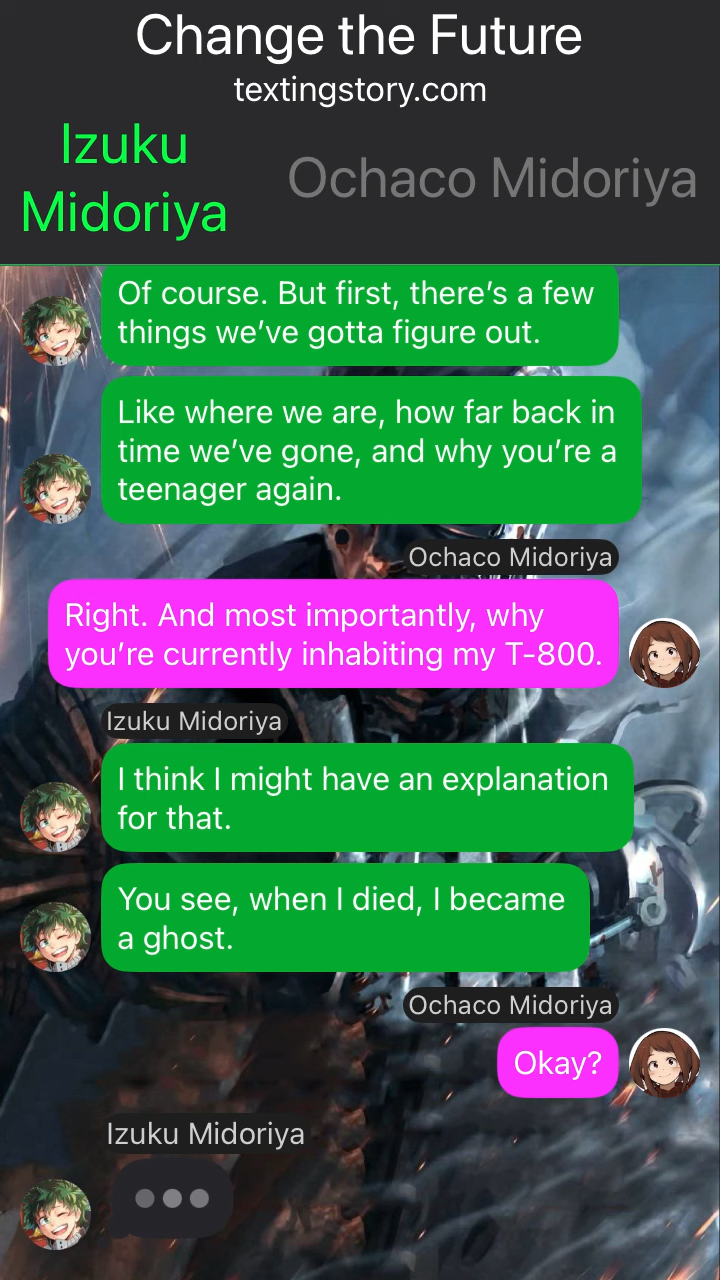 Change the Future
textingstory.com
Izuku
Midoriya
Ochaco Midoriya
Of course. But first, there’s a few
things we’ve gotta figure out.
Like where we are, how far back in
time we’ve gone, and why you’re a
teenager again.
Ochaco Midoriya
Right. And most importantly, why
you’re currently inhabiting my T-800.
Izuku Midoriya
I think I might have an explanation
for that.
You see, when I died, I became
a ghost.
Ochaco Midoriya
Okay?
Izuku Midoriya